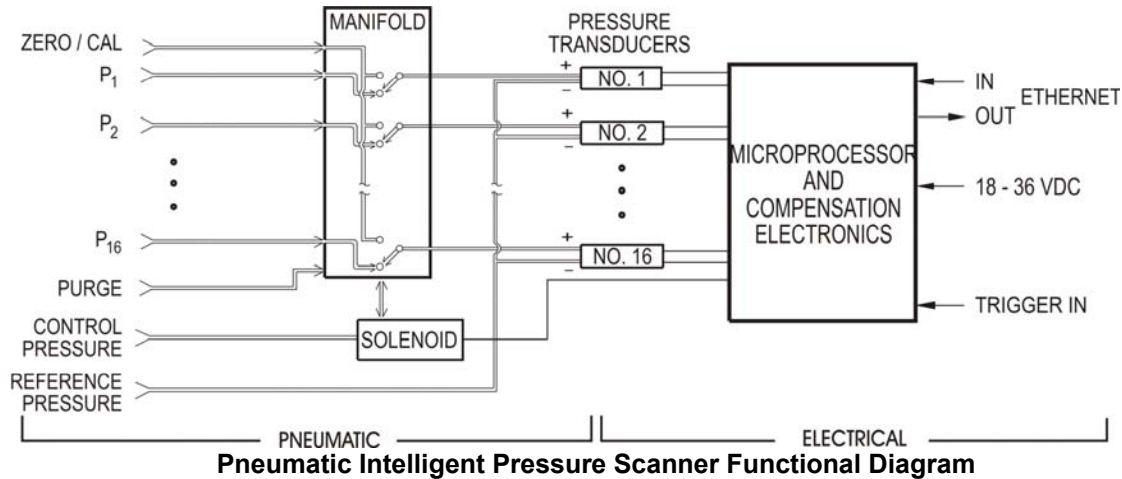 MANIFOLD
PRESSURE
TRANSDUCERS
ZERO / CAL
P1
P2
P16
PURGE
CONTROL
PRESSURE
REFERENCE
PRESSURE
SOLENOID
+
NO. 1
–
+
NO. 2
–
+
NO. 16
–
MICROPROCESSOR
AND
COMPENSATION
ELECTRONICS
IN
ETHERNET
OUT
18 - 36 VDC
TRIGGER IN
PNEUMATIC
ELECTRICAL
Pneumatic Intelligent Pressure Scanner Functional Diagram